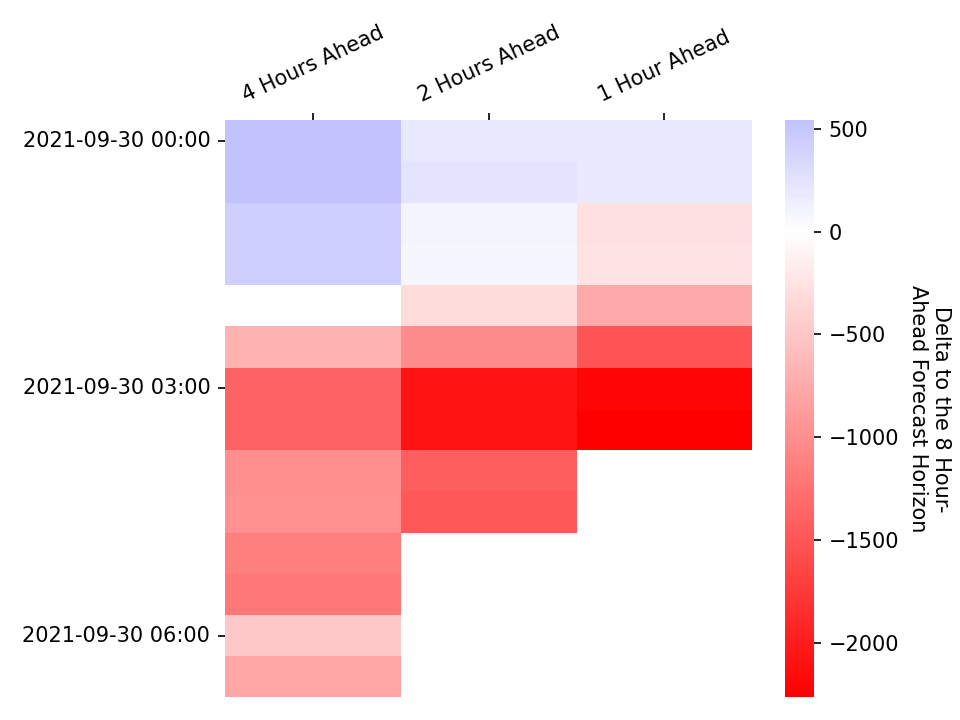 4 Hours Ahead
2 Hours Ahead
1 Hour Ahead
2021-09-30 00:00
2021-09-30 03:00
2021-09-30 06:00
500
0
−500
−1000
−1500
−2000
Delta to the 8 Hour-
Ahead Forecast Horizon